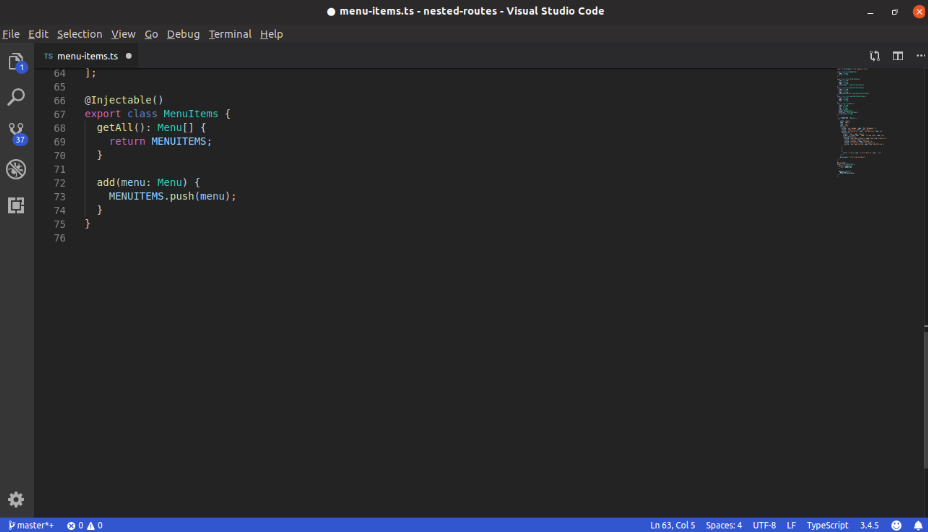 ● menu-items.ts - nested-routes - Visual Studio Code
File Edit Selection View Go Debug Terminal Help
TS menu-items.ts ●
1
37
64 ];
65
66 @Injectable()
67 export class MenuItems {
68 getAll(): Menu[] {
69 return MENUITEMS;
70 }
71
72 add(menu: Menu) {
73 MENUITEMS.push(menu);
74 }
75 }
76
master*+ 0 0 Ln 63, Col 5 Spaces: 4 UTF-8 LF TypeScript 3.4.5